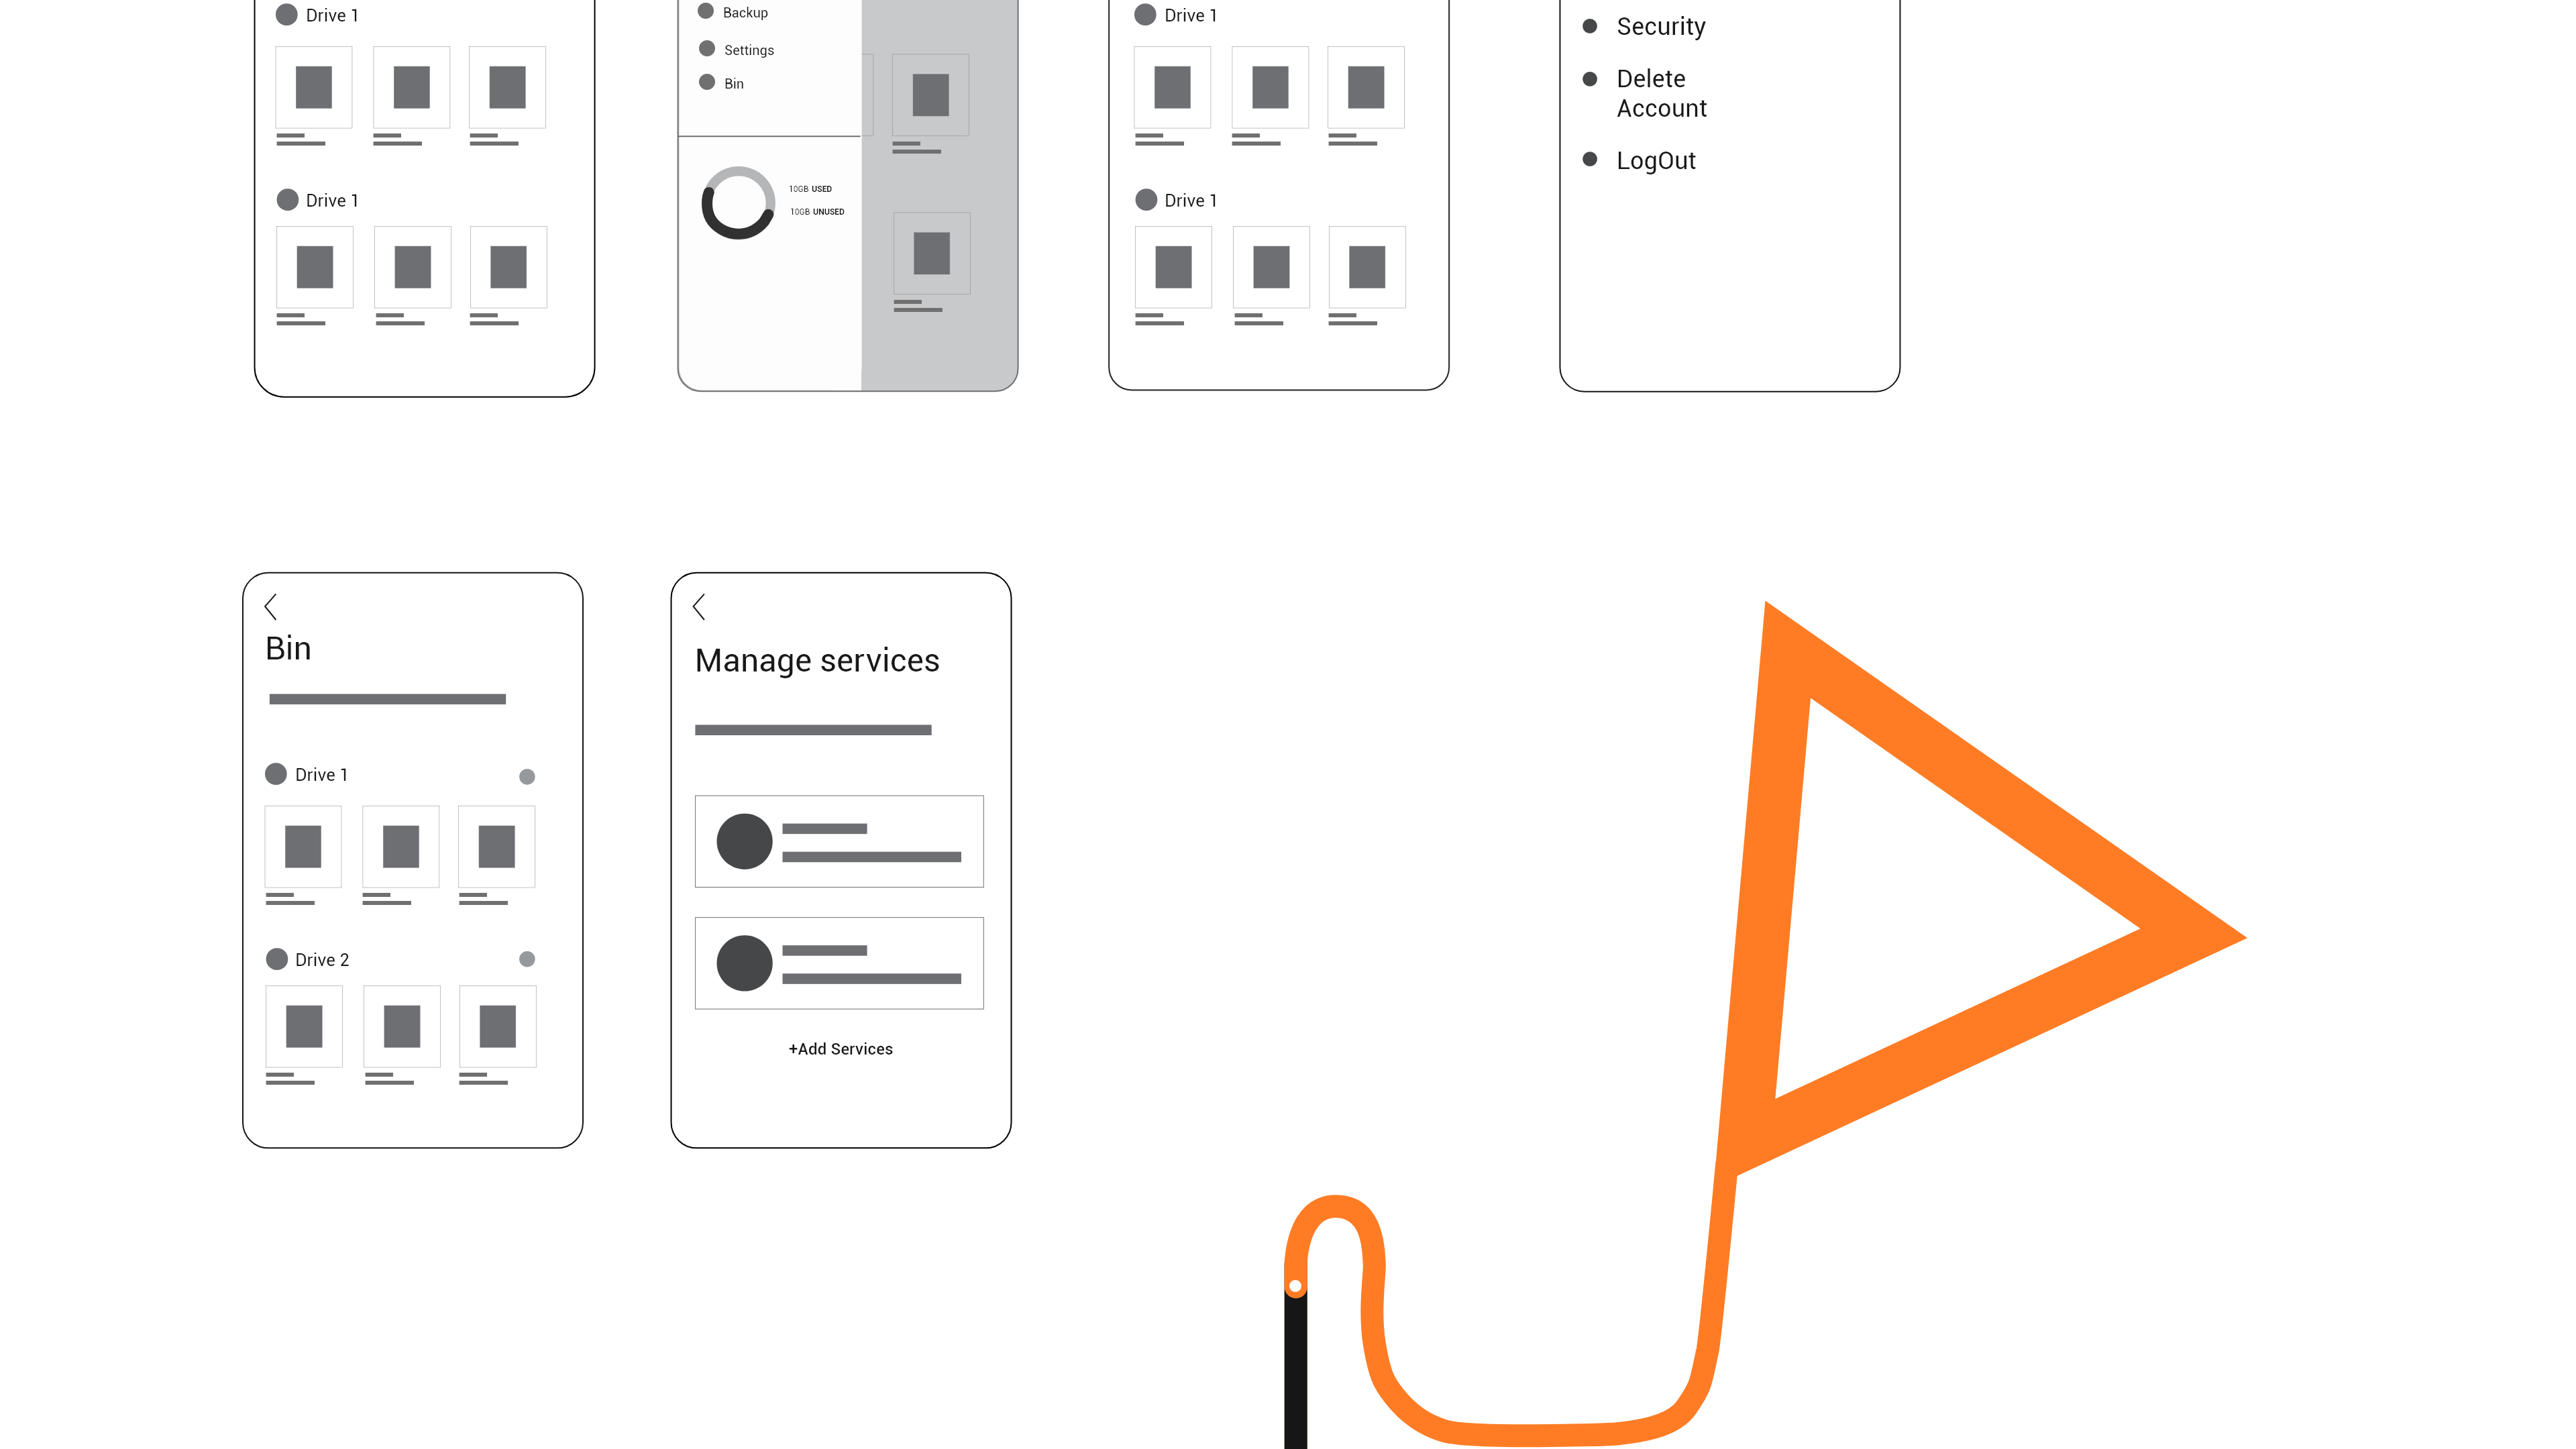 Drive 1
Drive 1
Backup
Settings
Bin
10GB USED
10GB UNUSED
Drive 1
Drive 1
Security
Delete
Account
LogOut
Bin
Drive 1
Drive 2
Manage services
+Add Services